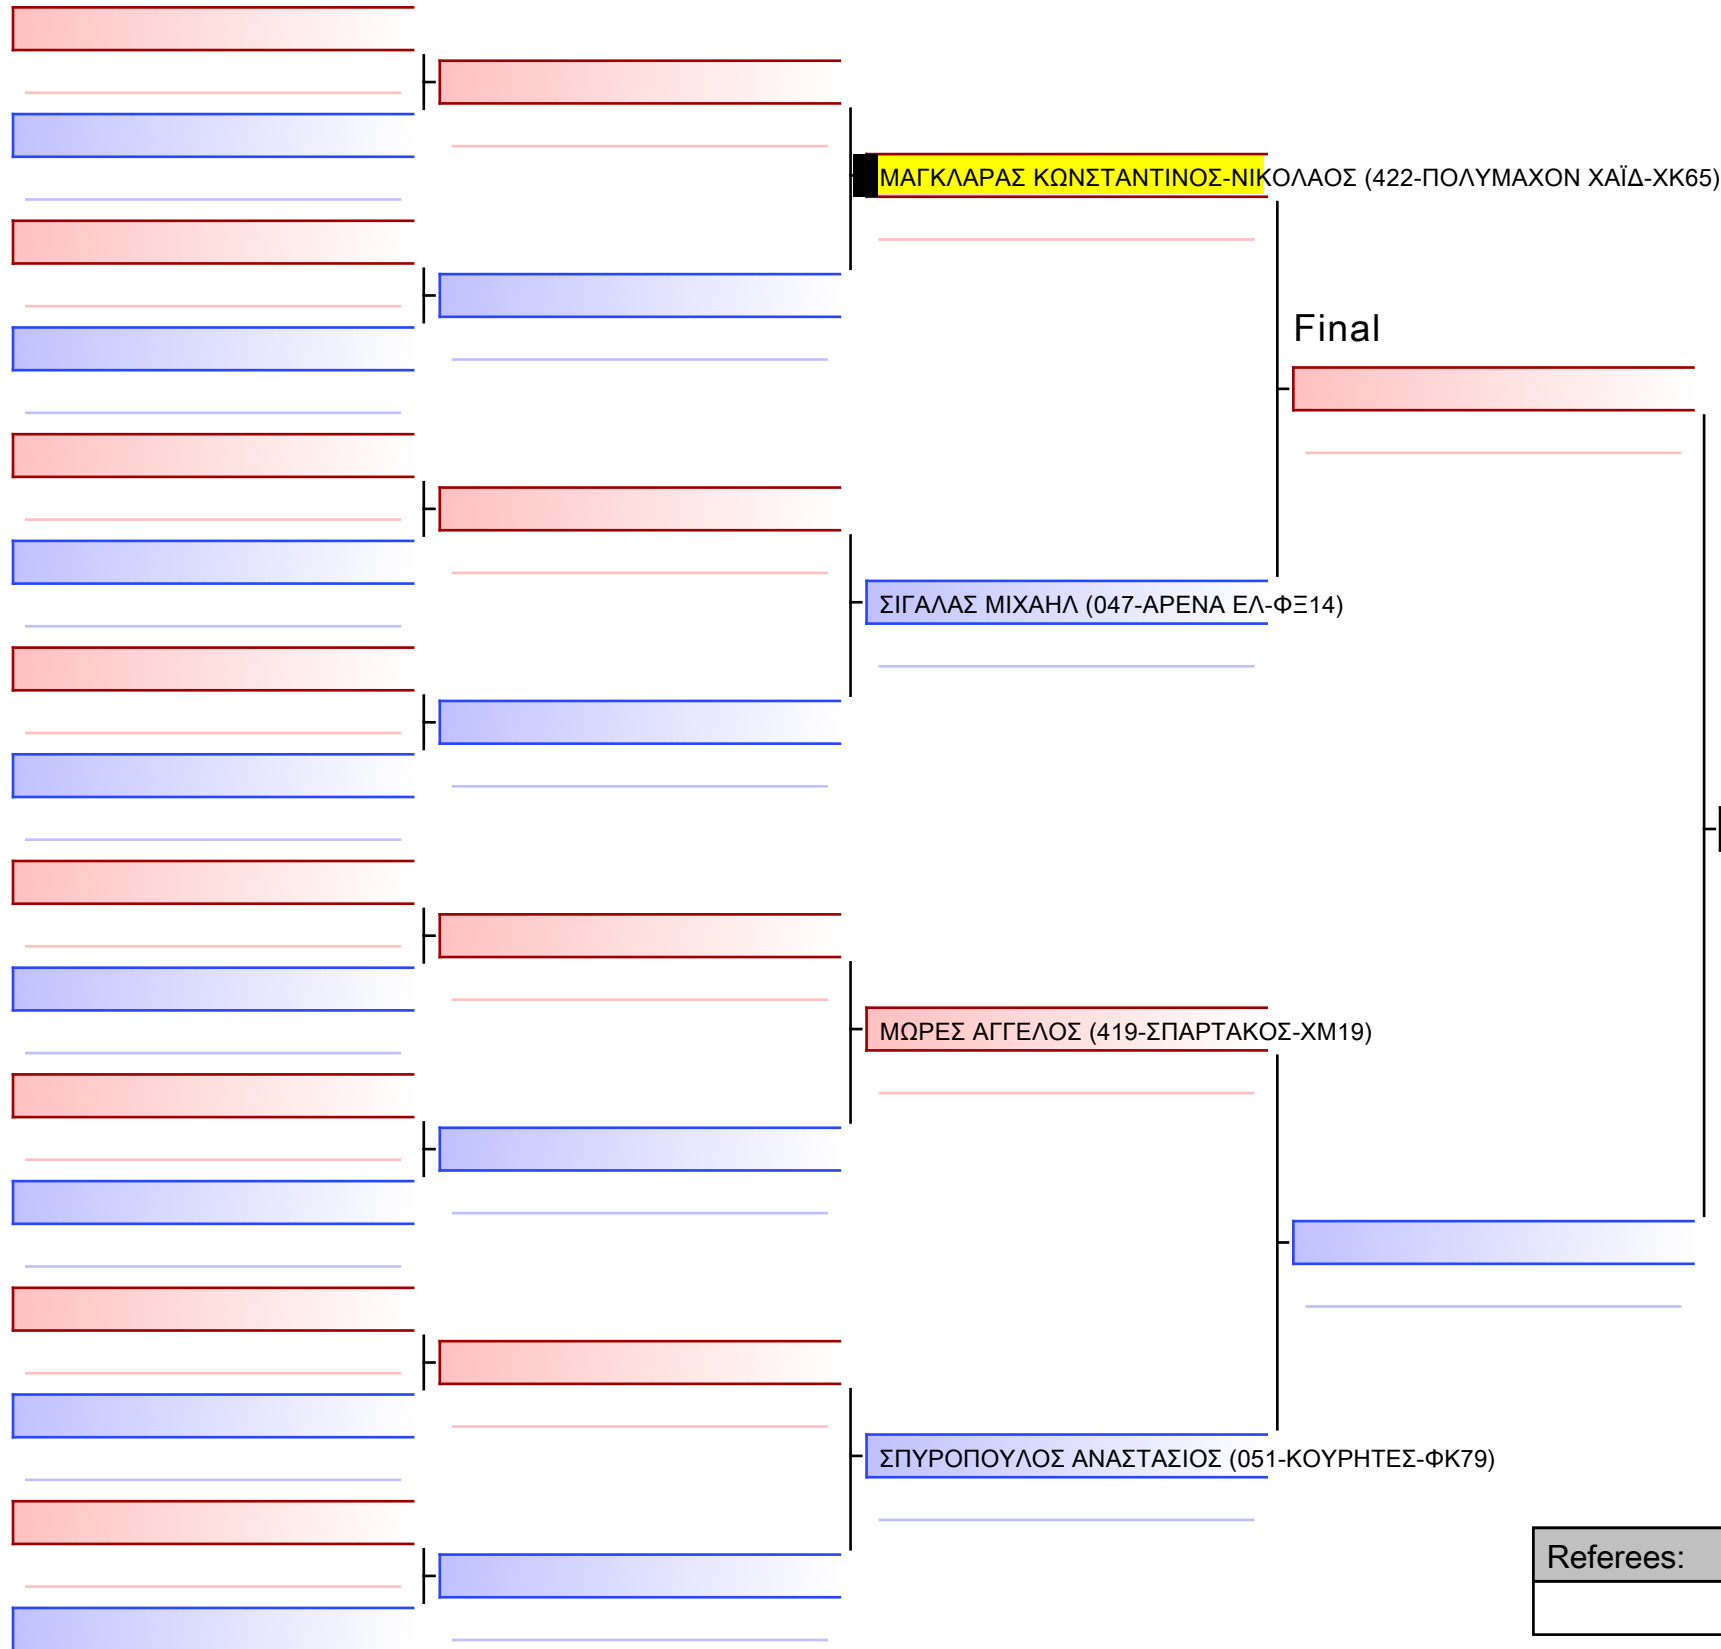 ΜΑΓΚΛΑΡΑΣ ΚΩΝΣΤΑΝΤΙΝΟΣ-ΝΙΚΟΛΑΟΣ (422-ΠΟΛΥΜΑΧΟΝ ΧΑΪΔ-ΧΚ65)
Final
ΣΙΓΑΛΑΣ ΜΙΧΑΗΛ (047-ΑΡΕΝΑ ΕΛ-ΦΞ14)
ΜΩΡΕΣ ΑΓΓΕΛΟΣ (419-ΣΠΑΡΤΑΚΟΣ-ΧΜ19)
ΣΠΥΡΟΠΟΥΛΟΣ ΑΝΑΣΤΑΣΙΟΣ (051-ΚΟΥΡΗΤΕΣ-ΦΚ79)
Referees: